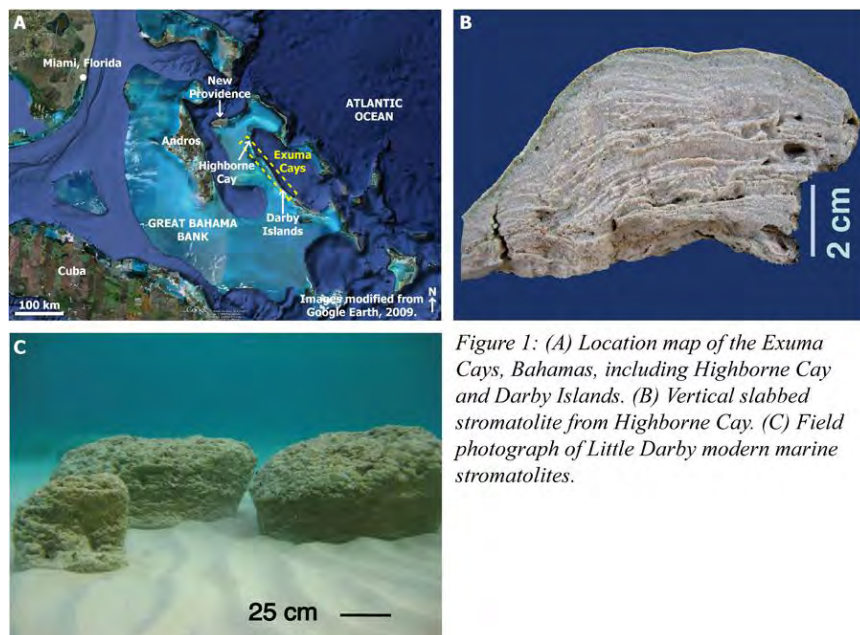 A
Miami, Florida
New
Providence
ATLANTIC
OCEAN
Andros
Highborne
Cay
Exuma
Cays
Darby
Islands
GREAT BAHAMA
BANK
Cuba
100 km
Images modified from
Google Earth, 2009.
N
B
2 cm
C
25 cm
Figure 1: (A) Location map of the Exuma
Cays, Bahamas, including Highborne Cay
and Darby Islands. (B) Vertical slabbed
stromatolite from Highborne Cay. (C) Field
photograph of Little Darby modern marine
stromatolites.